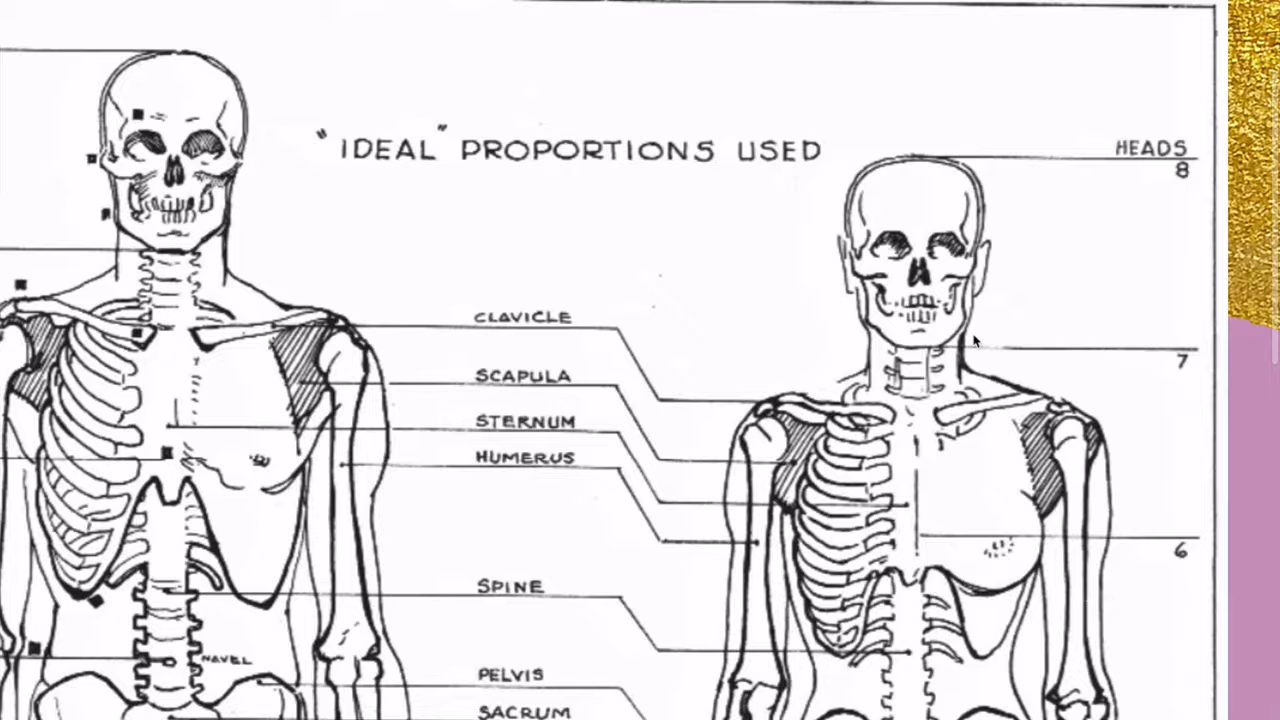 "IDEAL" PROPORTIONS USED
HEADS
8
CLAVICLE
7
SCAPULA
STERNUM
HUMERUS
6
SPINE
NAVEL
PELVIS
SACRUM